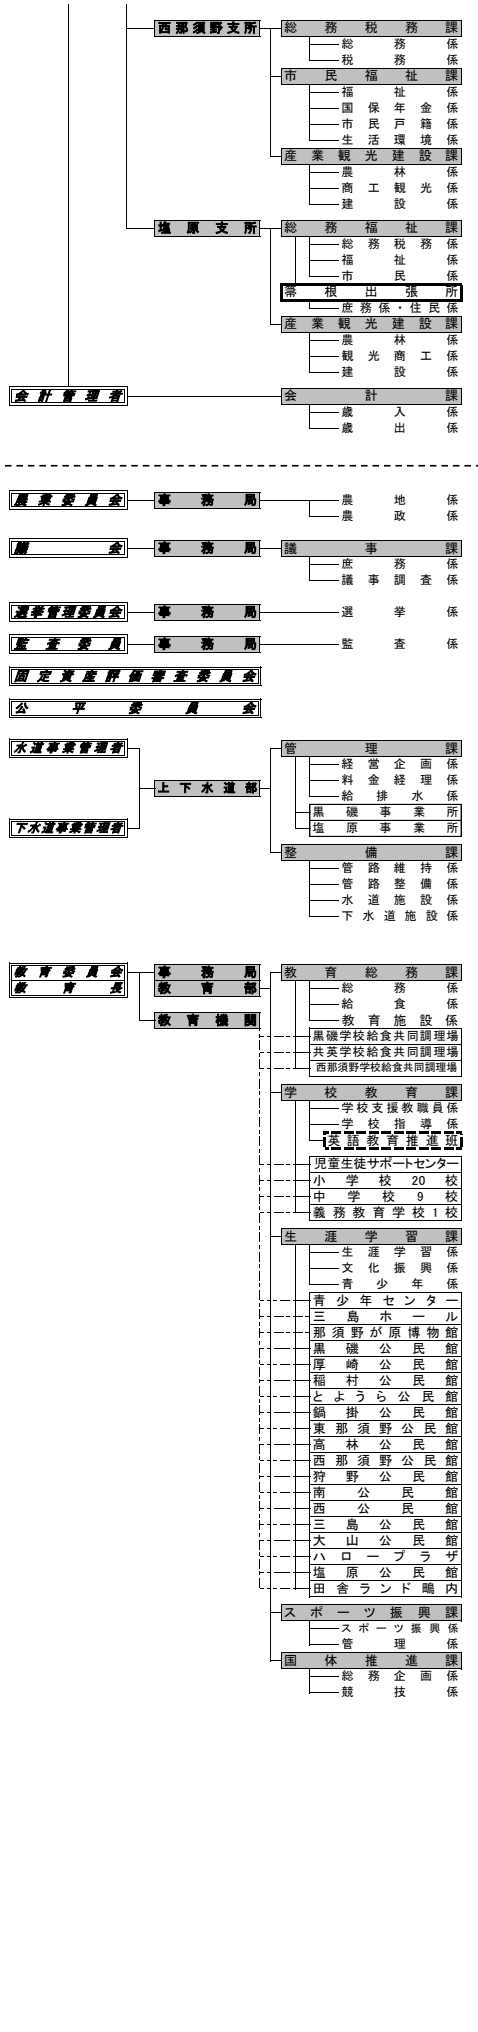 西那須野支所 総務税務課
総務係
税務係
市民福祉課
福祉係
国保年金係
市民戸籍係
生活環境係
産業観光建設課
農林係
商工観光係
建設係
塩原支所 総務福祉課
総務税務係
福祉係
市民係
箒根出張所
庶務係・住民係
産業観光建設課
農林係
観光商工係
建設係
会計管理者 会計課
歳入係
歳出係
農業委員会 事務局 農地係
農政係
議会 事務局 議事課
庶務係
議事調査係
選挙管理委員会 事務局 選挙係
監査委員 事務局 監査係
固定資産評価審査委員会
公平委員会
水道事業管理者 管理課
経営企画係
料金経理係
上下水道部 給排水係
黒磯事業所
下水道事業管理者 塩原事業所
整備課
管路維持係
管路整備係
水道施設係
下水道施設係
教育委員会 事務局 教育総務課
教育長 教育部 総務係
給食係
教育機関 教育施設係
黒磯学校給食共同調理場
共英学校給食共同調理場
西那須野学校給食共同調理場
学校教育課
学校支援教職員係
学校指導係
英語教育推進班
児童生徒サポートセンター
小学校20校
中学校9校
義務教育学校1校
生涯学習課
生涯学習係
文化振興係
青少年係
青少年センター
三島ホール
那須野が原博物館
黒磯公民館
厚崎公民館
稲村公民館
とようら公民館
鍋掛公民館
東那須野公民館
高林公民館
西那須野公民館
狩野公民館
南公民館
西公民館
三島公民館
大山公民館
ハロープラザ
塩原公民館
田舎ランド鴫内
スポーツ振興課
スポーツ振興係
管理係
国体推進課
総務企画係
競技係